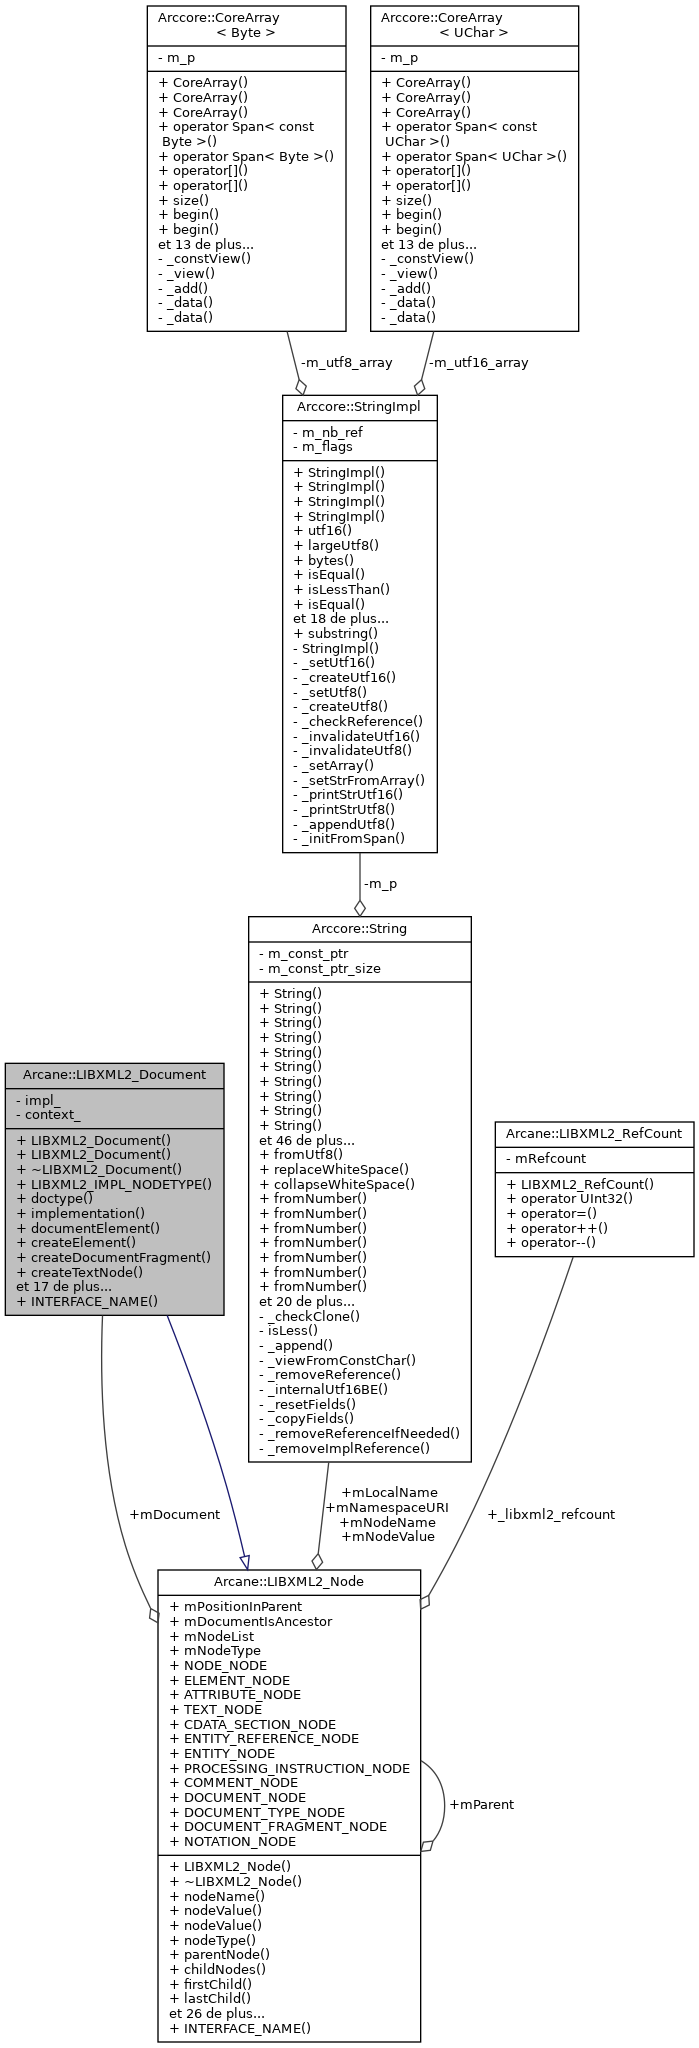 Arccore::CoreArray
< Byte >
- m_p
+ CoreArray()
+ CoreArray()
+ CoreArray()
+ operator Span< const
Byte >()
+ operator Span< Byte >()
+ operator[]()
+ operator[]()
+ size()
+ begin()
+ begin()
et 13 de plus...
- _constView()
- _view()
- _add()
- _data()
- _data()
Arccore::CoreArray
< UChar >
- m_p
+ CoreArray()
+ CoreArray()
+ CoreArray()
+ operator Span< const
UChar >()
+ operator Span< UChar >()
+ operator[]()
+ operator[]()
+ size()
+ begin()
+ begin()
et 13 de plus...
- _constView()
- _view()
- _add()
- _data()
- _data()
-m_utf8_array
-m_utf16_array
Arccore::StringImpl
- m_nb_ref
- m_flags
+ StringImpl()
+ StringImpl()
+ StringImpl()
+ StringImpl()
+ utf16()
+ largeUtf8()
+ bytes()
+ isEqual()
+ isLessThan()
+ isEqual()
et 18 de plus...
+ substring()
- StringImpl()
- _setUtf16()
- _createUtf16()
- _setUtf8()
- _createUtf8()
- _checkReference()
- _invalidateUtf16()
- _invalidateUtf8()
- _setArray()
- _setStrFromArray()
- _printStrUtf16()
- _printStrUtf8()
- _appendUtf8()
- _initFromSpan()
-m_p
Arccore::String
- m_const_ptr
- m_const_ptr_size
+ String()
+ String()
+ String()
+ String()
+ String()
+ String()
+ String()
+ String()
+ String()
+ String()
et 46 de plus...
+ fromUtf8()
+ replaceWhiteSpace()
+ collapseWhiteSpace()
+ fromNumber()
+ fromNumber()
+ fromNumber()
+ fromNumber()
+ fromNumber()
+ fromNumber()
+ fromNumber()
et 20 de plus...
- _checkClone()
- isLess()
- _append()
- _viewFromConstChar()
- _removeReference()
- _internalUtf16BE()
- _resetFields()
- _copyFields()
- _removeReferenceIfNeeded()
- _removeImplReference()
Arcane::LIBXML2_Document
- impl_
- context_
+ LIBXML2_Document()
+ LIBXML2_Document()
+ ~LIBXML2_Document()
+ LIBXML2_IMPL_NODETYPE()
+ doctype()
+ implementation()
+ documentElement()
+ createElement()
+ createDocumentFragment()
+ createTextNode()
et 17 de plus...
+ INTERFACE_NAME()
Arcane::LIBXML2_RefCount
- mRefcount
+ LIBXML2_RefCount()
+ operator UInt32()
+ operator=()
+ operator++()
+ operator--()
+mDocument
+mLocalName
+mNamespaceURI
+mNodeName
+mNodeValue
+_libxml2_refcount
Arcane::LIBXML2_Node
+ mPositionInParent
+ mDocumentIsAncestor
+ mNodeList
+ mNodeType
+ NODE_NODE
+ ELEMENT_NODE
+ ATTRIBUTE_NODE
+ TEXT_NODE
+ CDATA_SECTION_NODE
+ ENTITY_REFERENCE_NODE
+ ENTITY_NODE
+ PROCESSING_INSTRUCTION_NODE
+ COMMENT_NODE
+ DOCUMENT_NODE
+ DOCUMENT_TYPE_NODE
+ DOCUMENT_FRAGMENT_NODE
+ NOTATION_NODE
+ LIBXML2_Node()
+ ~LIBXML2_Node()
+ nodeName()
+ nodeValue()
+ nodeValue()
+ nodeType()
+ parentNode()
+ childNodes()
+ firstChild()
+ lastChild()
et 26 de plus...
+ INTERFACE_NAME()
+mParent